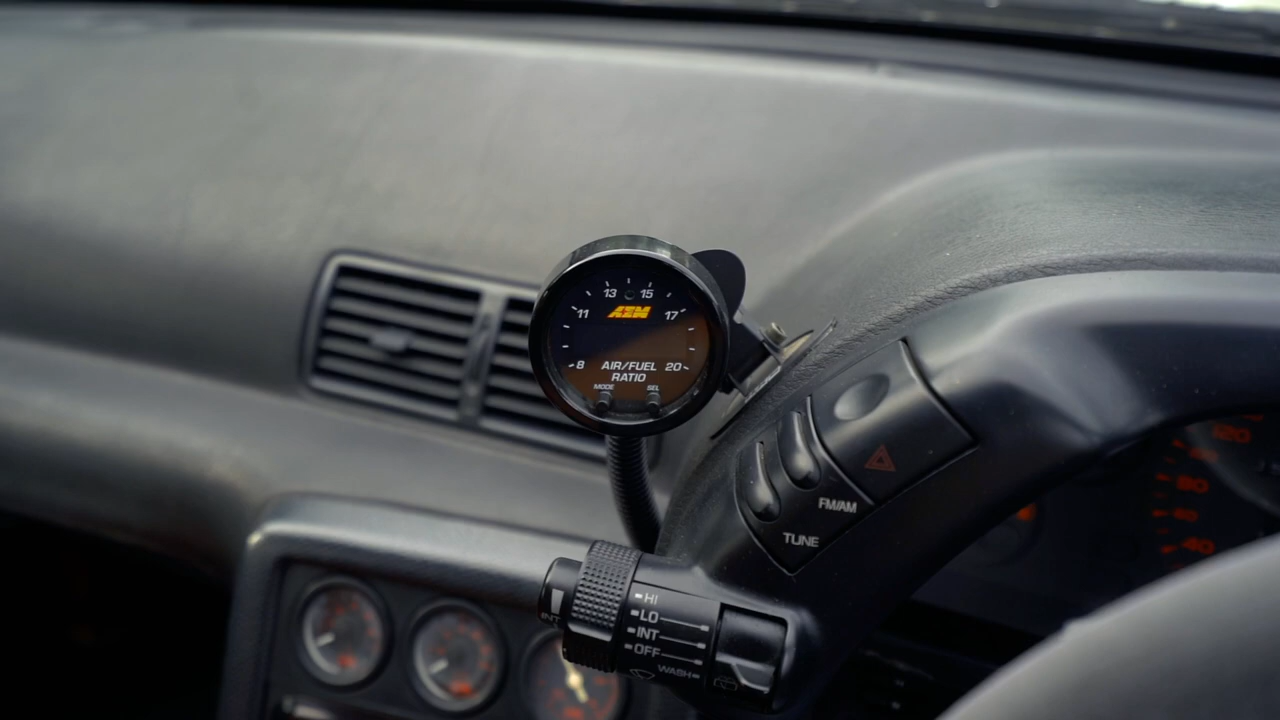 13 15
11 AEM 17
8 AIR/FUEL 20
RATIO
MODE SEL
FM/AM
TUNE
120
80
60
40
INT
HI
LO
INT
OFF
WASH